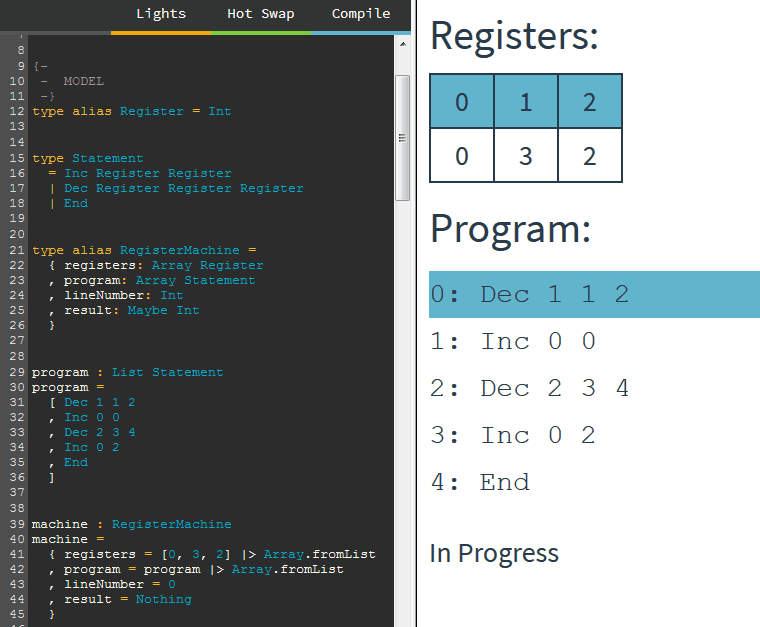 Lights Hot Swap Compile
7
8
9 {-
10 -  MODEL
11 -}
12 type alias Register = Int
13
14
15 type Statement
16   = Inc Register Register
17   | Dec Register Register Register
18   | End
19
20
21 type alias RegisterMachine =
22   { registers: Array Register
23   , program: Array Statement
24   , lineNumber: Int
25   , result: Maybe Int
26   }
27
28
29 program : List Statement
30 program =
31   [ Dec 1 1 2
32   , Inc 0 0
33   , Dec 2 3 4
34   , Inc 0 2
35   , End
36   ]
37
38
39 machine : RegisterMachine
40 machine =
41   { registers = [0, 3, 2] |> Array.fromList
42   , program = program |> Array.fromList
43   , lineNumber = 0
44   , result = Nothing
45   }
Registers:
0 1 2
0 3 2
Program:
0: Dec 1 1 2
1: Inc 0 0
2: Dec 2 3 4
3: Inc 0 2
4: End
In Progress